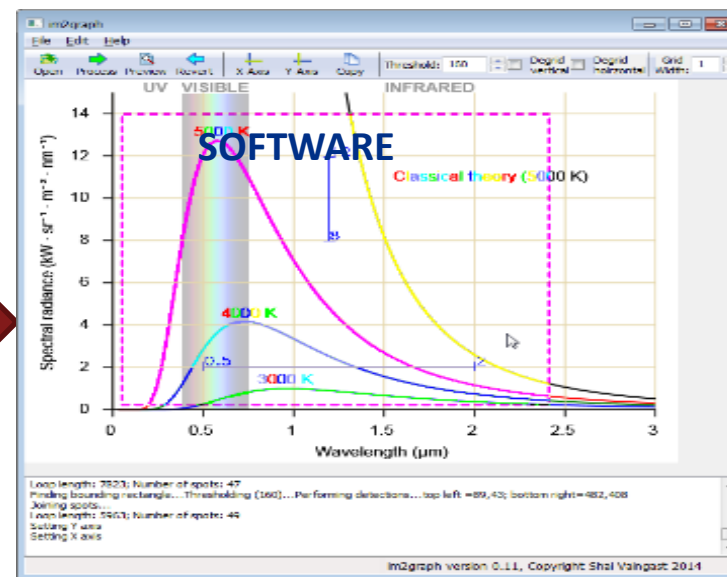 im2graph
File Edit Help
Open Process Preview Revert X Axis Y Axis Copy Threshold: 160 Degrid vertical Degrid horizontal Grid Width: 1
UV VISIBLE INFRARED
SOFTWARE
5000 K
Classical theory (5000 K)
14
12
10
8
6
4
2
0
Spectral radiance (kW · sr⁻¹ · m⁻² · nm⁻¹)
8
4000 K
0.5 2
3000 K
0 0.5 1 1.5 2 2.5 3
Wavelength (μm)
Loop length: 7823; Number of spots: 47
Finding bounding rectangle...Thresholding (160)...Performing detections...top left =89,43; bottom right=482,408
Joining spots...
Loop length: 5963; Number of spots: 49
Setting Y axis
Setting X axis
im2graph version 0.11, Copyright Shai Vaingast 2014